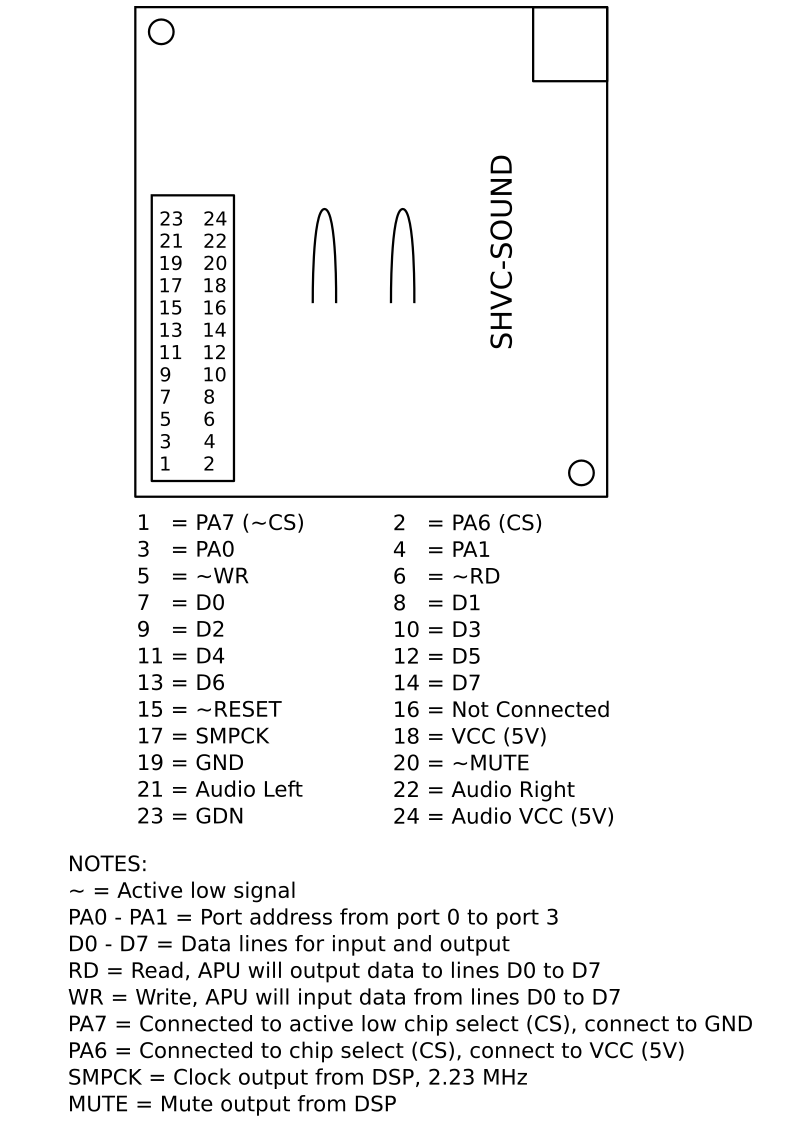 SHVC-SOUND
23 24
21 22
19 20
17 18
15 16
13 14
11 12
9 10
7 8
5 6
3 4
1 2
1 = PA7 (~CS) 2 = PA6 (CS)
3 = PA0 4 = PA1
5 = ~WR 6 = ~RD
7 = D0 8 = D1
9 = D2 10 = D3
11 = D4 12 = D5
13 = D6 14 = D7
15 = ~RESET 16 = Not Connected
17 = SMPCK 18 = VCC (5V)
19 = GND 20 = ~MUTE
21 = Audio Left 22 = Audio Right
23 = GDN 24 = Audio VCC (5V)
NOTES:
~ = Active low signal
PA0 - PA1 = Port address from port 0 to port 3
D0 - D7 = Data lines for input and output
RD = Read, APU will output data to lines D0 to D7
WR = Write, APU will input data from lines D0 to D7
PA7 = Connected to active low chip select (CS), connect to GND
PA6 = Connected to chip select (CS), connect to VCC (5V)
SMPCK = Clock output from DSP, 2.23 MHz
MUTE = Mute output from DSP